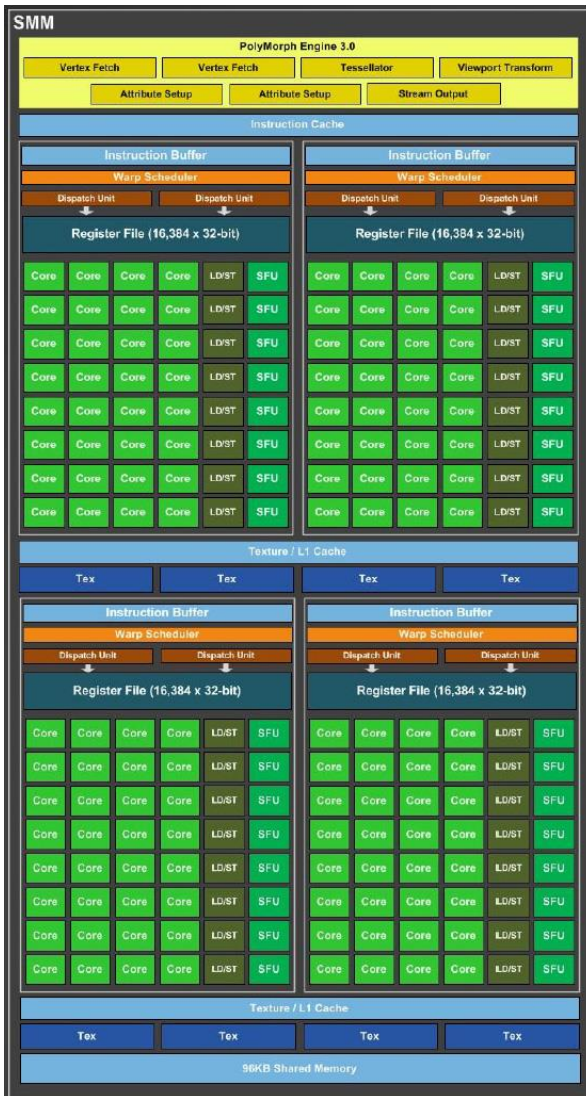 SMM
PolyMorph Engine 3.0
Vertex Fetch Vertex Fetch Tessellator Viewport Transform
Attribute Setup Attribute Setup Stream Output
Instruction Cache
Instruction Buffer Instruction Buffer
Warp Scheduler Warp Scheduler
Dispatch Unit Dispatch Unit Dispatch Unit Dispatch Unit
Register File (16,384 x 32-bit) Register File (16,384 x 32-bit)
Core Core Core Core LD/ST SFU Core Core Core Core LD/ST SFU
Core Core Core Core LD/ST SFU Core Core Core Core LD/ST SFU
Core Core Core Core LD/ST SFU Core Core Core Core LD/ST SFU
Core Core Core Core LD/ST SFU Core Core Core Core LD/ST SFU
Core Core Core Core LD/ST SFU Core Core Core Core LD/ST SFU
Core Core Core Core LD/ST SFU Core Core Core Core LD/ST SFU
Core Core Core Core LD/ST SFU Core Core Core Core LD/ST SFU
Core Core Core Core LD/ST SFU Core Core Core Core LD/ST SFU
Texture / L1 Cache
Tex Tex Tex Tex
Instruction Buffer Instruction Buffer
Warp Scheduler Warp Scheduler
Dispatch Unit Dispatch Unit Dispatch Unit Dispatch Unit
Register File (16,384 x 32-bit) Register File (16,384 x 32-bit)
Core Core Core Core LD/ST SFU Core Core Core Core LD/ST SFU
Core Core Core Core LD/ST SFU Core Core Core Core LD/ST SFU
Core Core Core Core LD/ST SFU Core Core Core Core LD/ST SFU
Core Core Core Core LD/ST SFU Core Core Core Core LD/ST SFU
Core Core Core Core LD/ST SFU Core Core Core Core LD/ST SFU
Core Core Core Core LD/ST SFU Core Core Core Core LD/ST SFU
Core Core Core Core LD/ST SFU Core Core Core Core LD/ST SFU
Core Core Core Core LD/ST SFU Core Core Core Core LD/ST SFU
Texture / L1 Cache
Tex Tex Tex Tex
96KB Shared Memory